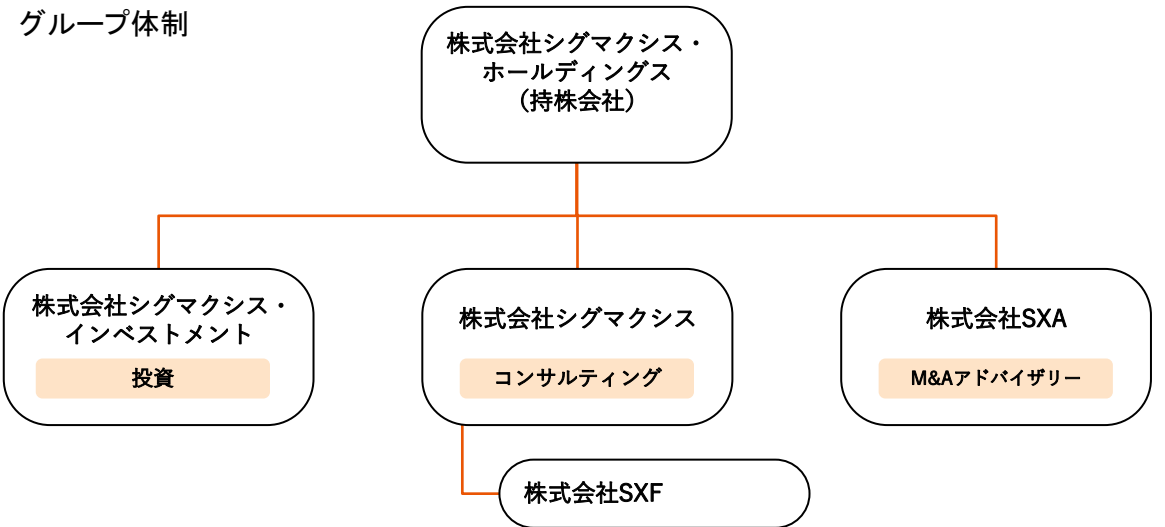 グループ体制
株式会社シグマクシス・
ホールディングス
（持株会社）
株式会社シグマクシス・
インベストメント
投資
株式会社シグマクシス
コンサルティング
株式会社SXA
M&Aアドバイザリー
株式会社SXF